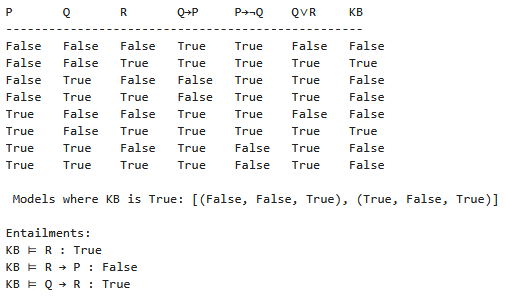 P       Q       R       Q→P     P→¬Q    Q∨R     KB
--------------------------------------------------
False   False   False   True    True    False   False
False   False   True    True    True    True    True
False   True    False   False   True    True    False
False   True    True    False   True    True    False
True    False   False   True    True    False   False
True    False   True    True    True    True    True
True    True    False   True    False   True    False
True    True    True    True    False   True    False
 Models where KB is True: [(False, False, True), (True, False, True)]
Entailments:
KB ⊨ R : True
KB ⊨ R → P : False
KB ⊨ Q → R : True